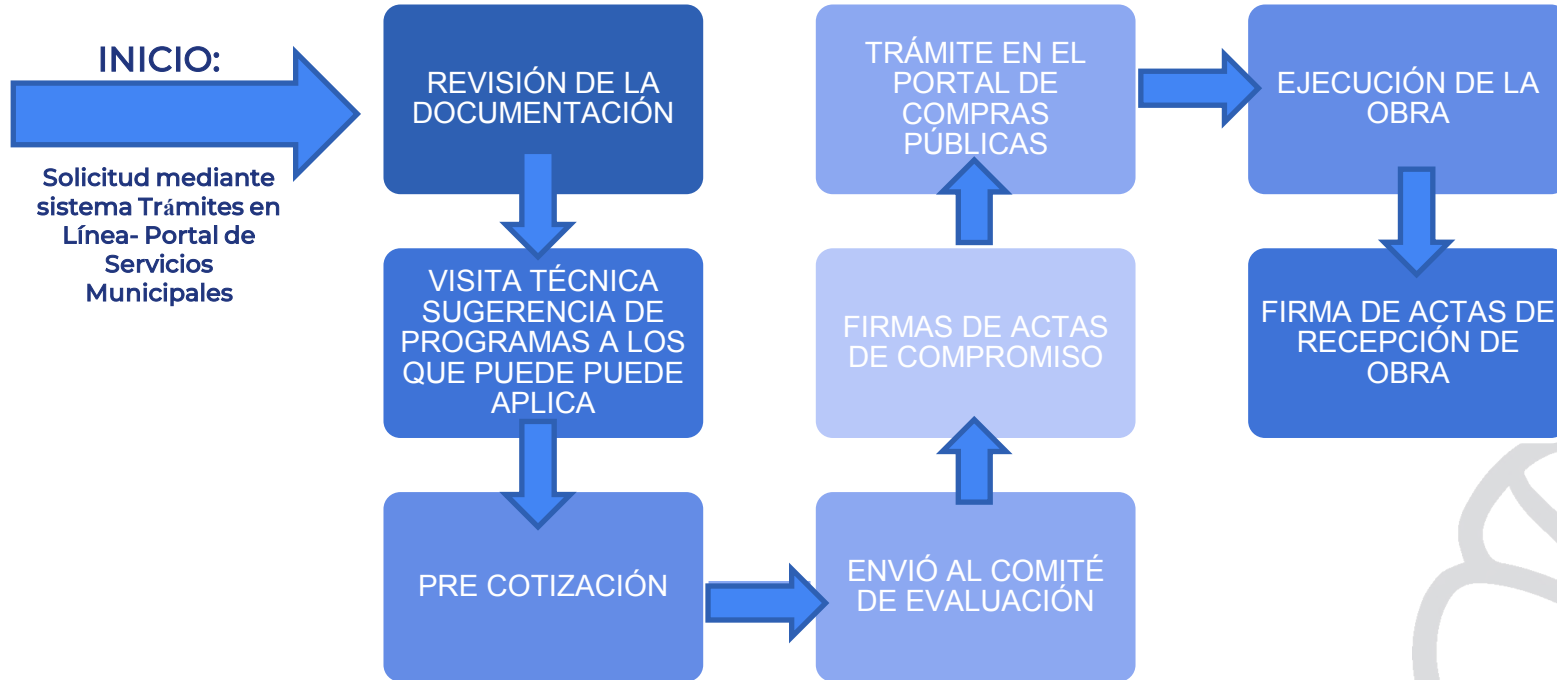 INICIO:
Solicitud mediante
sistema Trámites en
Línea- Portal de
Servicios
Municipales
REVISIÓN DE LA
DOCUMENTACIÓN
VISITA TÉCNICA
SUGERENCIA DE
PROGRAMAS A LOS
QUE PUEDE PUEDE
APLICA
PRE COTIZACIÓN
ENVIÓ AL COMITÉ
DE EVALUACIÓN
FIRMAS DE ACTAS
DE COMPROMISO
TRÁMITE EN EL
PORTAL DE
COMPRAS
PÚBLICAS
EJECUCIÓN DE LA
OBRA
FIRMA DE ACTAS DE
RECEPCIÓN DE
OBRA